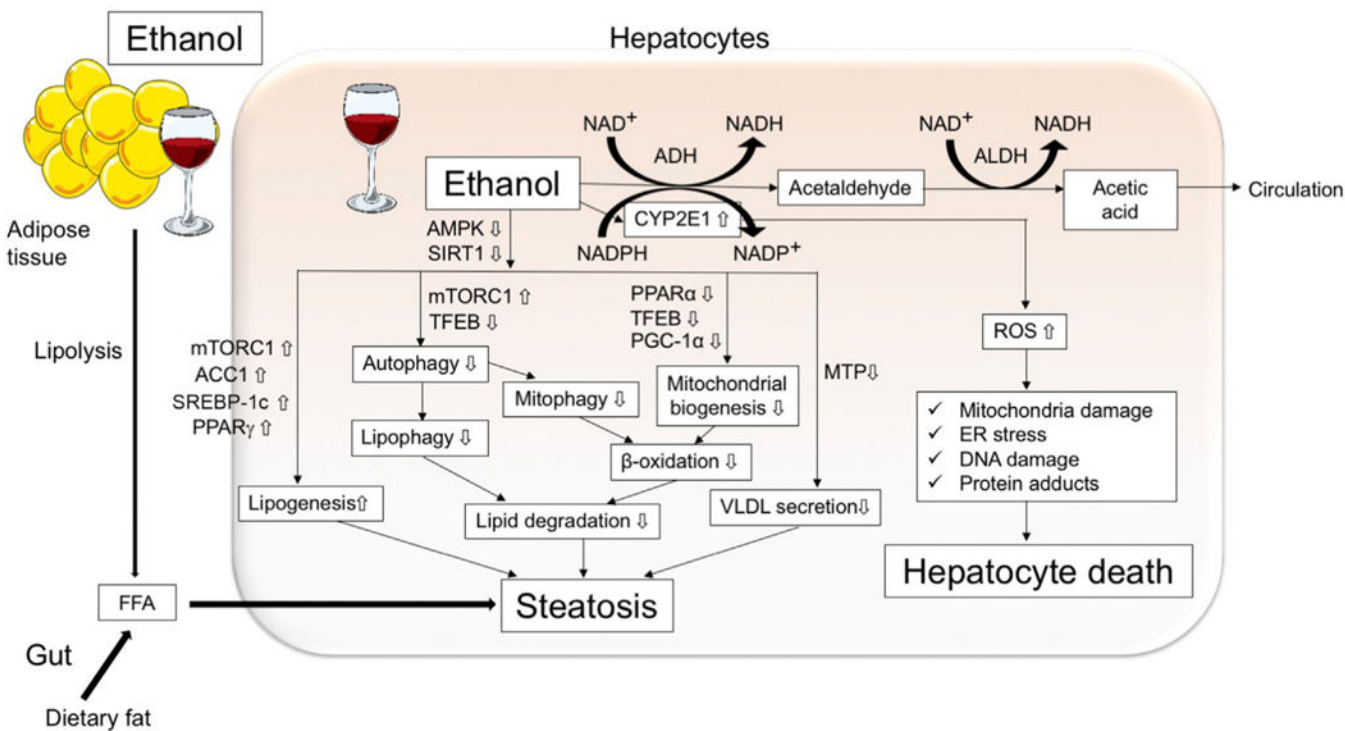 Ethanol
Hepatocytes
NAD+
NADH
NAD+
NADH
ADH
ALDH
Ethanol
Acetaldehyde
Acetic
acid
Circulation
CYP2E1 ⇧
NADPH
NADP+
Adipose
tissue
AMPK ⇩
SIRT1 ⇩
mTORC1 ⇧
TFEB ⇩
PPARα ⇩
TFEB ⇩
PGC-1α ⇩
ROS ⇧
Lipolysis
mTORC1 ⇧
ACC1 ⇧
SREBP-1c ⇧
PPARγ ⇧
Autophagy ⇩
Mitophagy ⇩
Mitochondrial
biogenesis ⇩
MTP⇩
Lipophagy ⇩
β-oxidation ⇩
✓ Mitochondria damage
✓ ER stress
✓ DNA damage
✓ Protein adducts
Lipogenesis⇧
Lipid degradation ⇩
VLDL secretion⇩
Hepatocyte death
FFA
Steatosis
Gut
Dietary fat